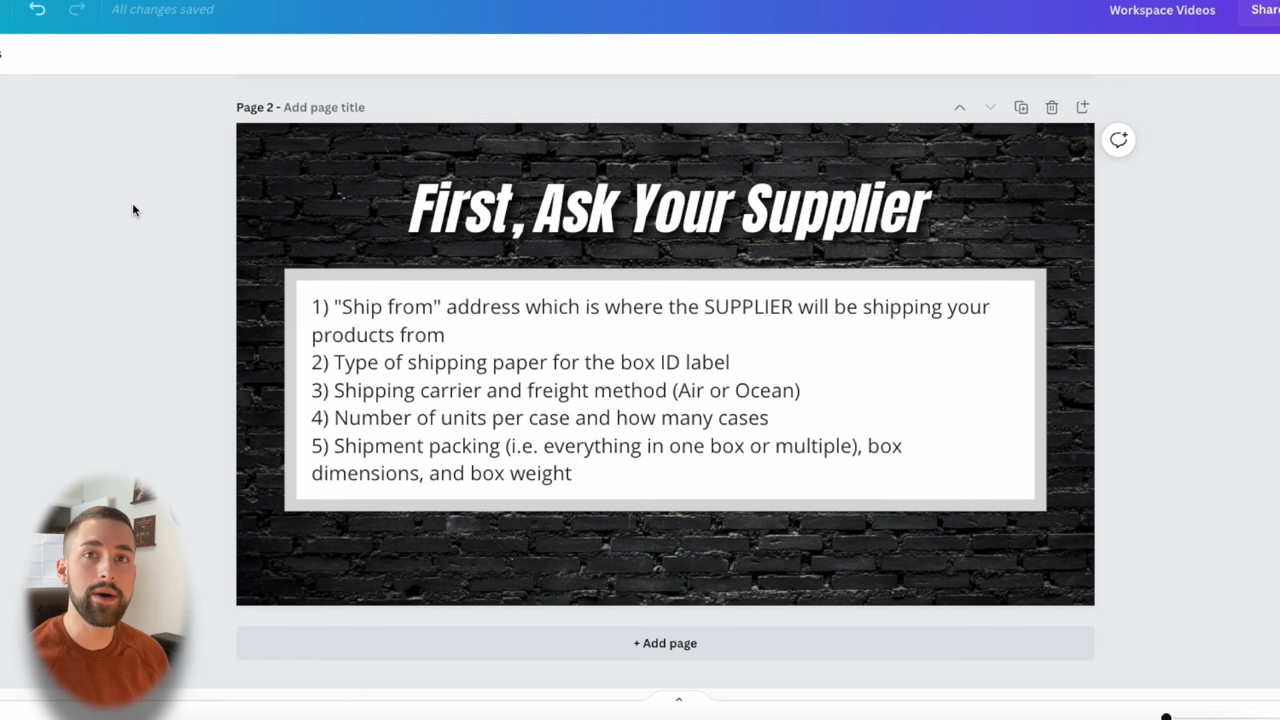 All changes saved
Workspace Videos
Page 2 - Add page title
First, Ask Your Supplier
1) "Ship from" address which is where the SUPPLIER will be shipping your
products from
2) Type of shipping paper for the box ID label
3) Shipping carrier and freight method (Air or Ocean)
4) Number of units per case and how many cases
5) Shipment packing (i.e. everything in one box or multiple), box
dimensions, and box weight
+ Add page